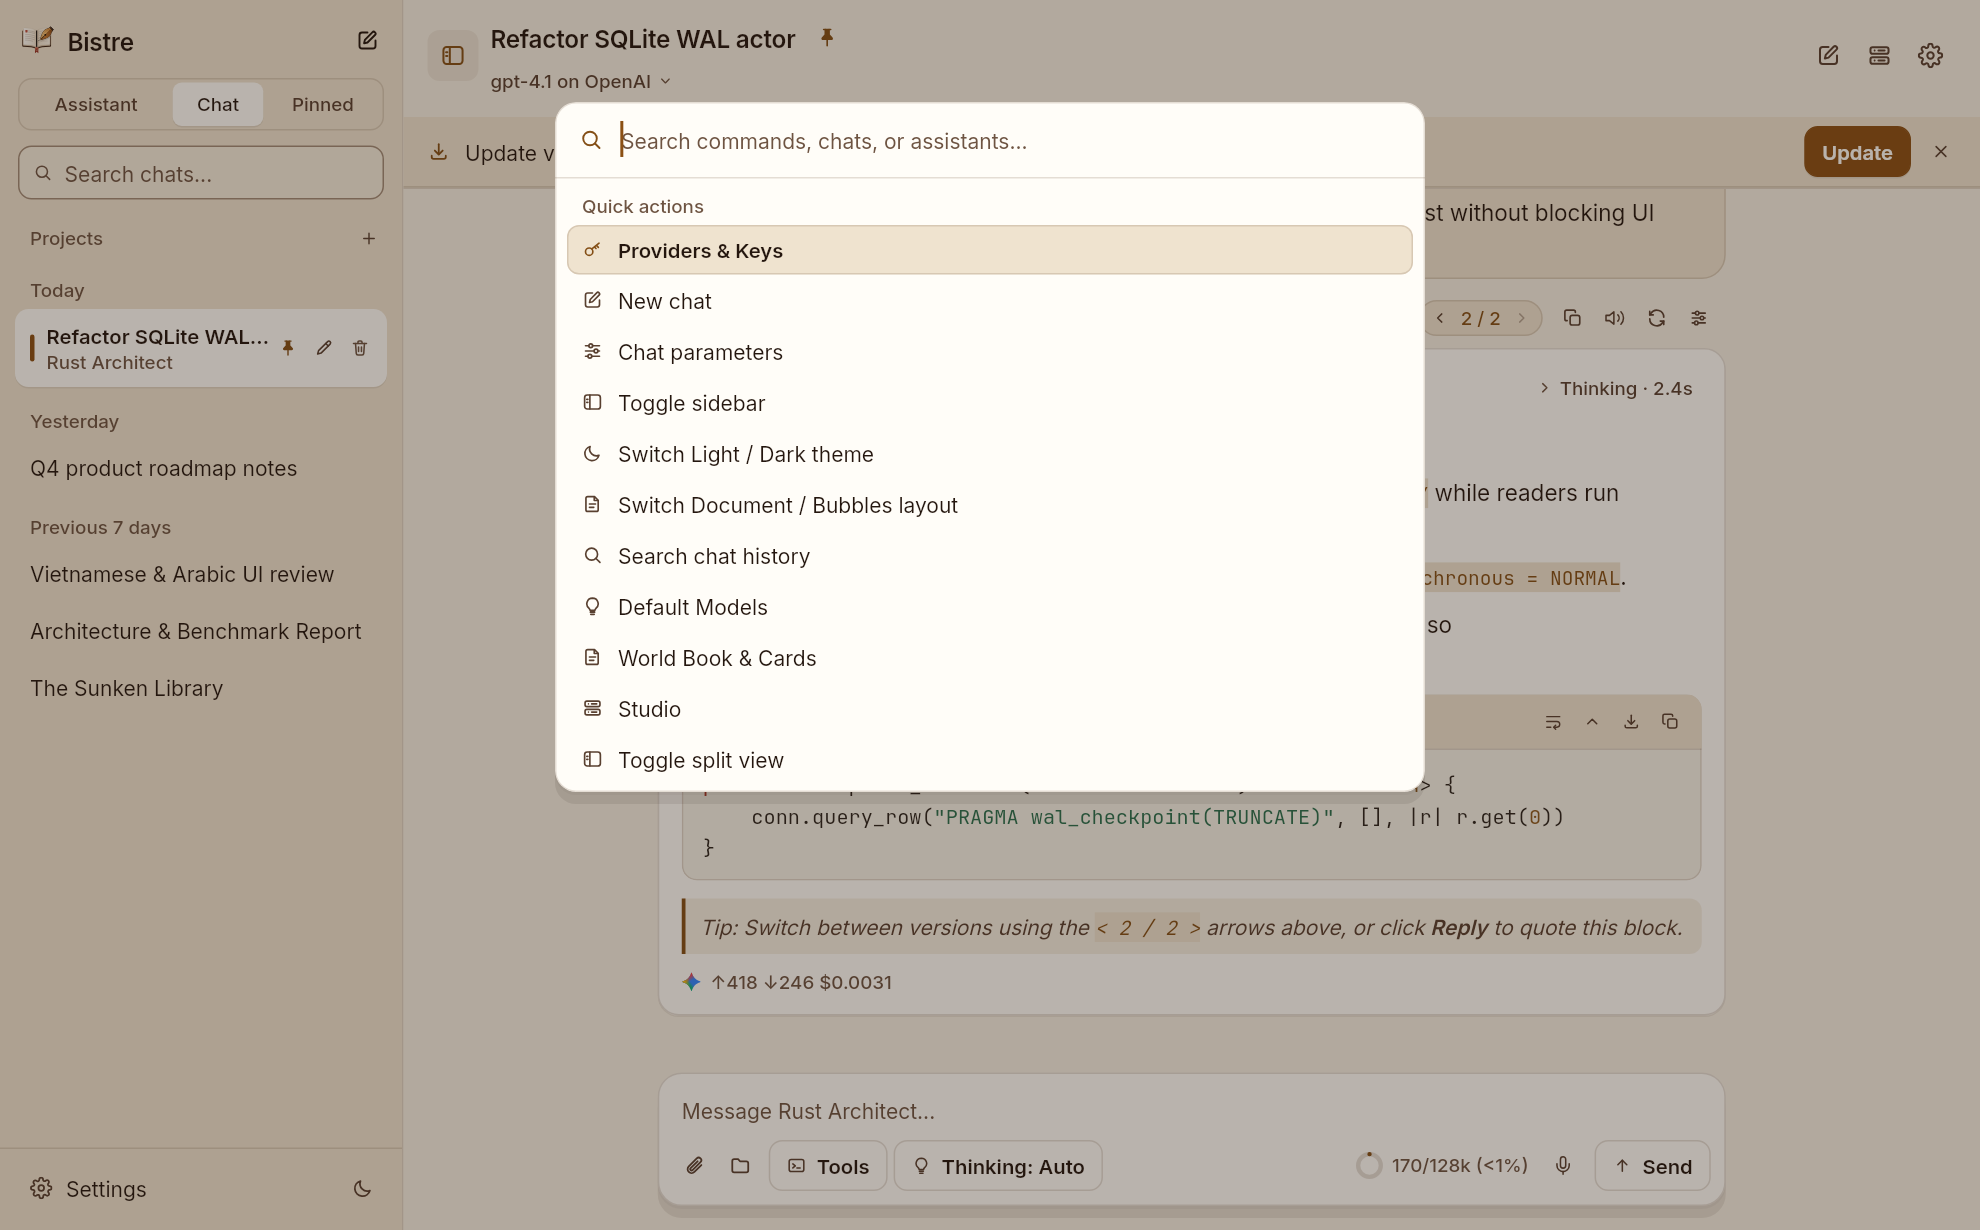 Bistre
Assistant
Chat
Pinned
Search chats...
Projects
Today
Refactor SQLite WAL...
Rust Architect
Yesterday
Q4 product roadmap notes
Previous 7 days
Vietnamese & Arabic UI review
Architecture & Benchmark Report
The Sunken Library
Settings
Refactor SQLite WAL actor
gpt-4.1 on OpenAI
Update
Update
Search commands, chats, or assistants...
Quick actions
Providers & Keys
New chat
Chat parameters
Toggle sidebar
Switch Light / Dark theme
Switch Document / Bubbles layout
Search chat history
Default Models
World Book & Cards
Studio
Toggle split view
without blocking UI
2 / 2
Thinking · 2.4s
while readers run
= NORMAL.
so
> {
conn.query_row("PRAGMA wal_checkpoint(TRUNCATE)", [], |r| r.get(0))
}
Tip: Switch between versions using the < 2 / 2 > arrows above, or click Reply to quote this block.
↑418 ↓246 $0.0031
Message Rust Architect...
Tools
Thinking: Auto
170/128k (<1%)
Send